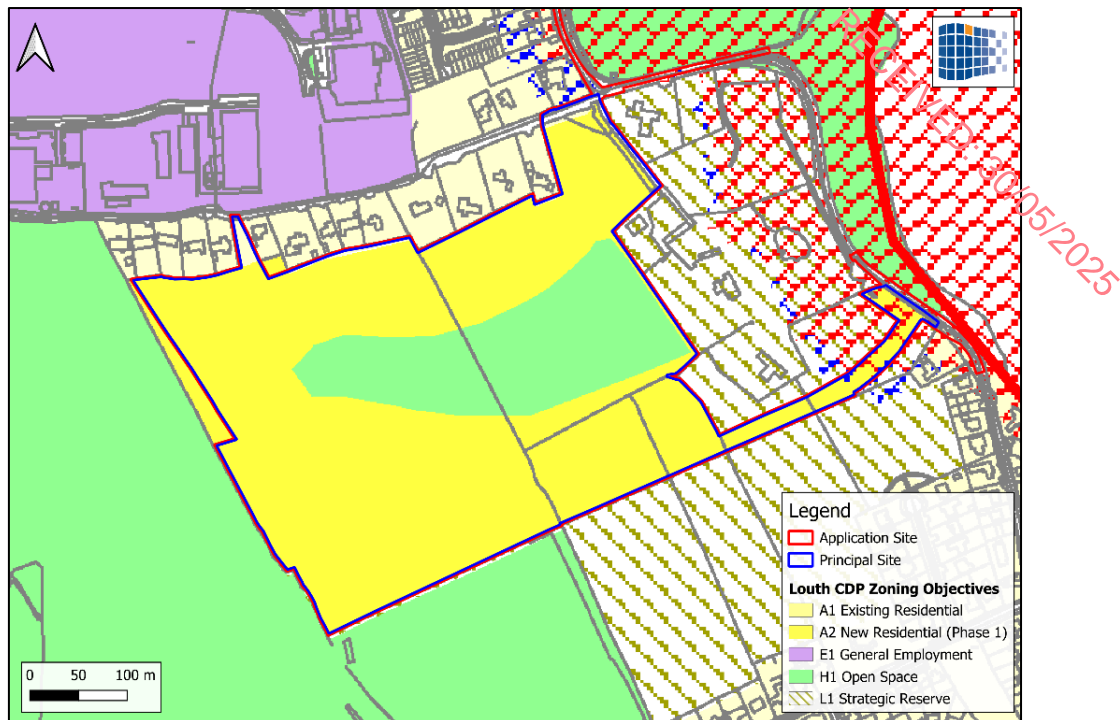 RECEIVED: 30/05/2025
Legend
Application Site
Principal Site
Louth CDP Zoning Objectives
A1 Existing Residential
A2 New Residential (Phase 1)
E1 General Employment
H1 Open Space
L1 Strategic Reserve
0 50 100 m